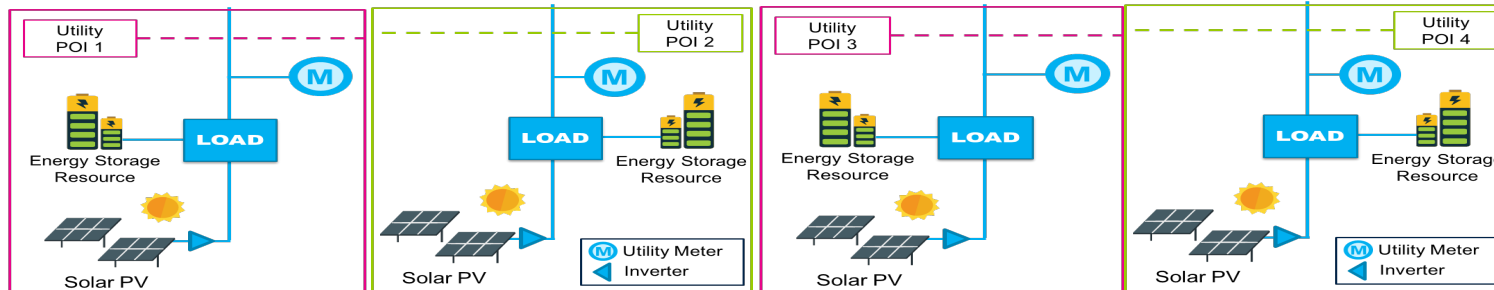 Utility
POI 1
M
LOAD
Energy Storage
Resource
Solar PV
Utility
POI 2
M
LOAD
Energy Storage
Resource
Solar PV
M Utility Meter
Inverter
Utility
POI 3
M
LOAD
Energy Storage
Resource
Solar PV
Utility
POI 4
M
LOAD
Energy Storage
Resource
Solar PV
M Utility Meter
Inverter